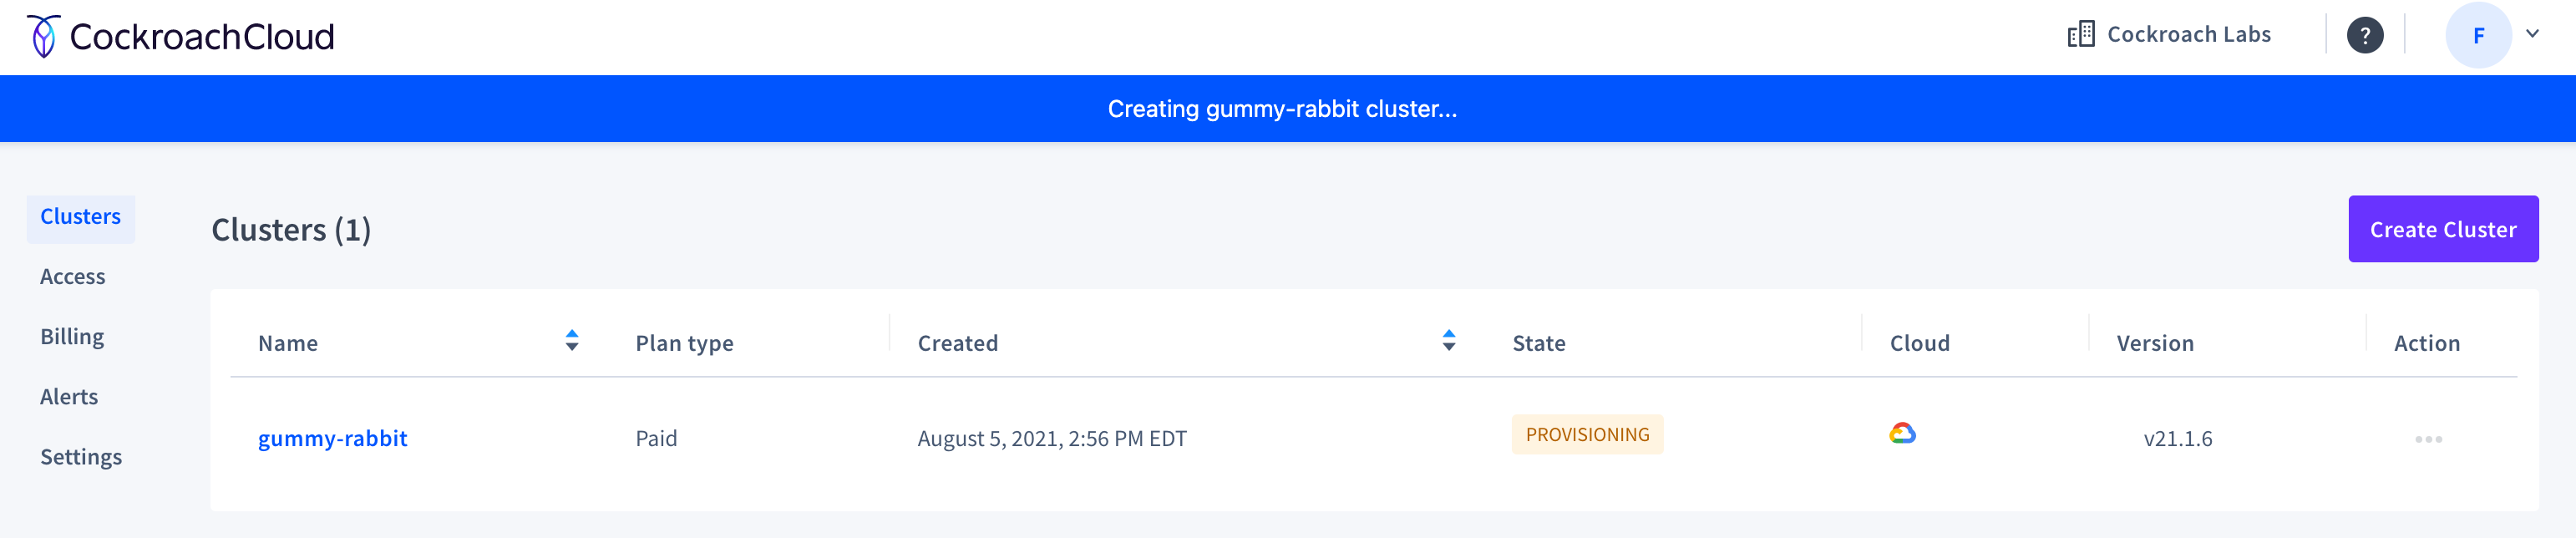 CockroachCloud
Cockroach Labs
?
F
Creating gummy-rabbit cluster...
Clusters
Access
Billing
Alerts
Settings
Clusters (1)
Create Cluster
Name Plan type Created State Cloud Version Action
gummy-rabbit Paid August 5, 2021, 2:56 PM EDT PROVISIONING v21.1.6